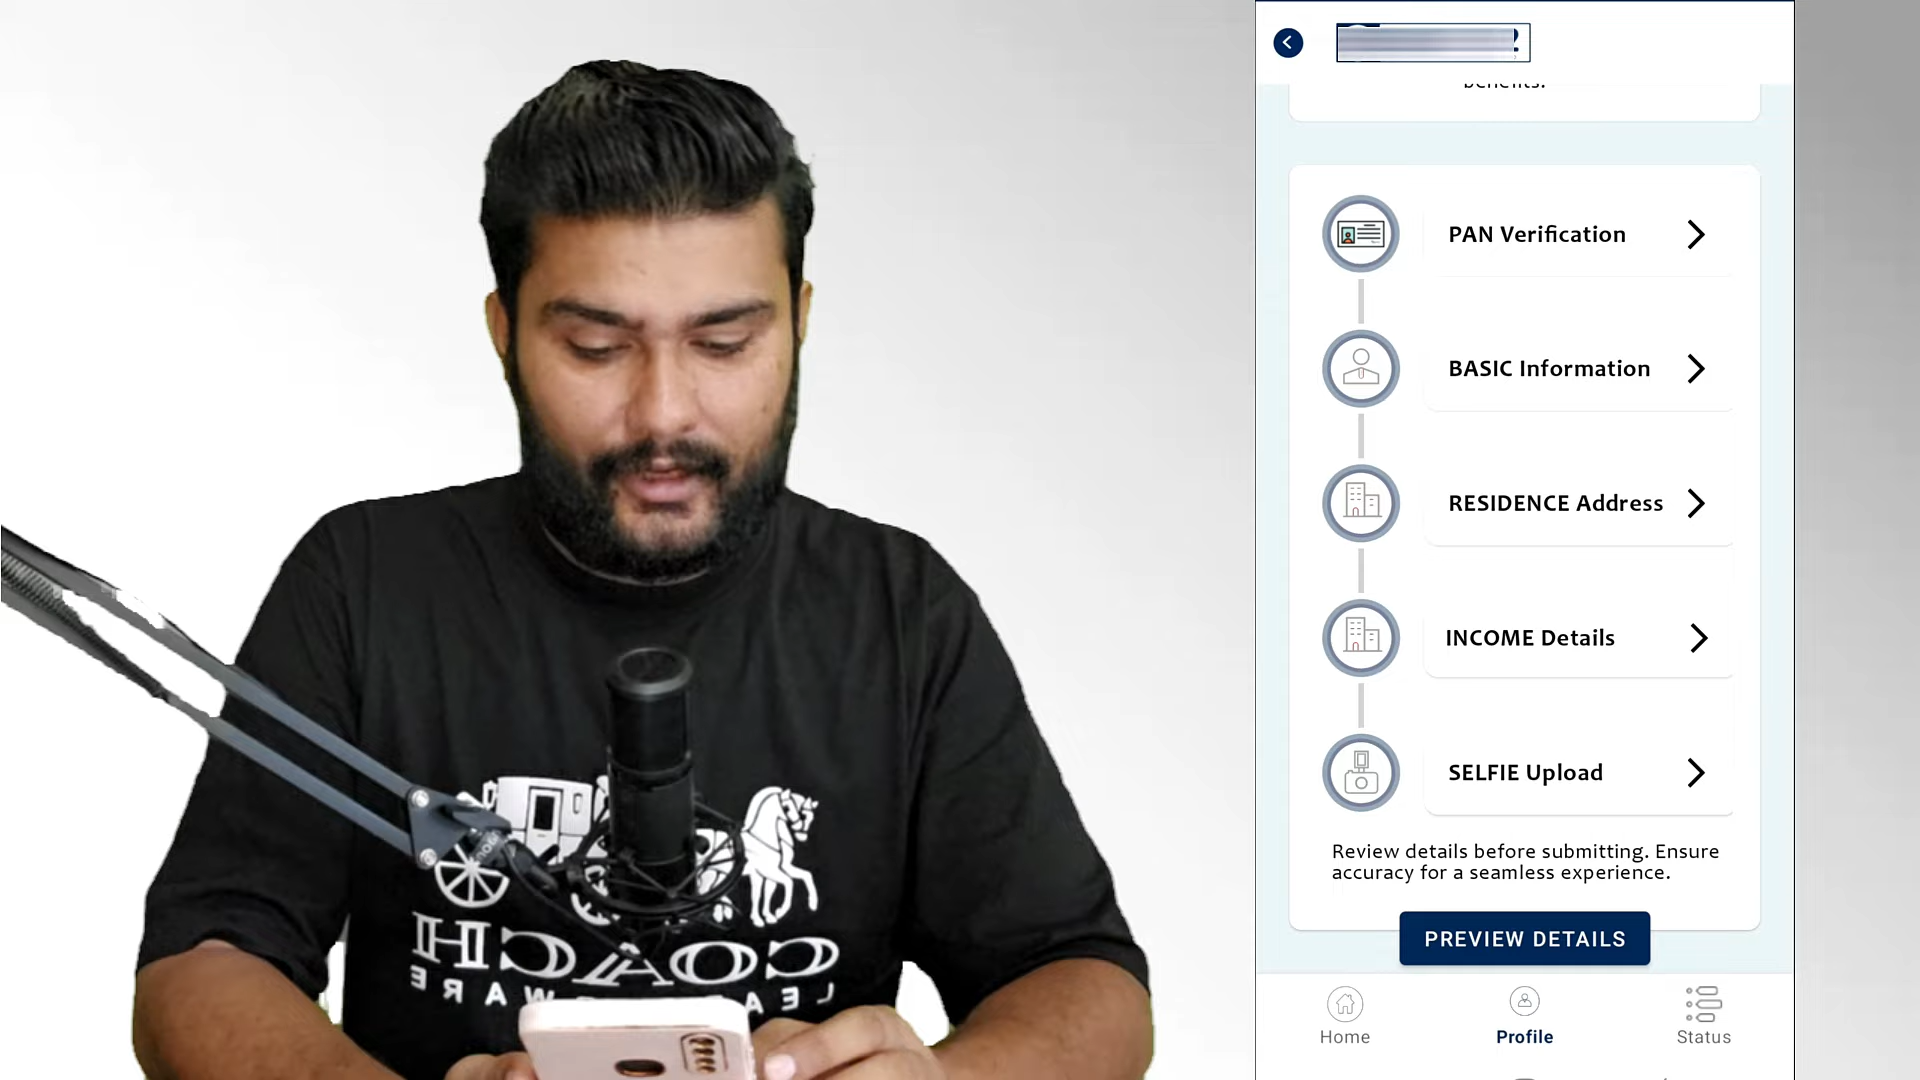 benefits.
PAN Verification
BASIC Information
RESIDENCE Address
INCOME Details
SELFIE Upload
Review details before submitting. Ensure
accuracy for a seamless experience.
PREVIEW DETAILS
Home
Profile
Status
COACH